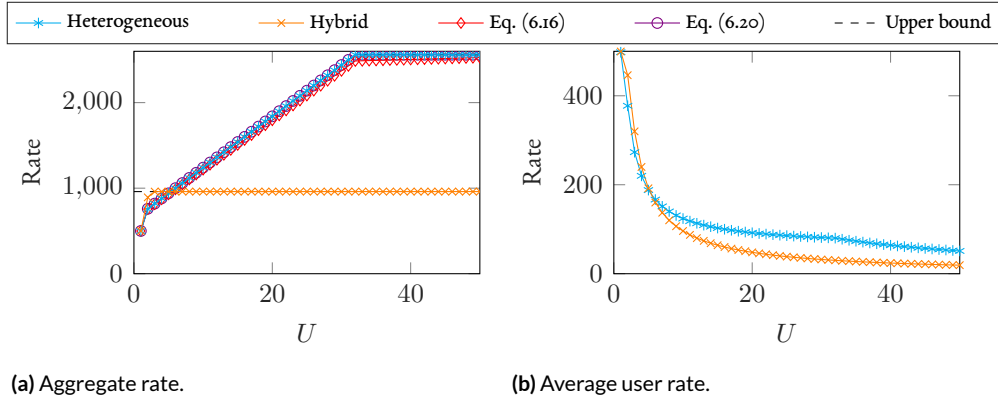 Heterogeneous Hybrid Eq. (6.16) Eq. (6.20) Upper bound
2,000
1,000
0
Rate
0 20 40
U
400
200
0
Rate
0 20 40
U
(a) Aggregate rate.
(b) Average user rate.